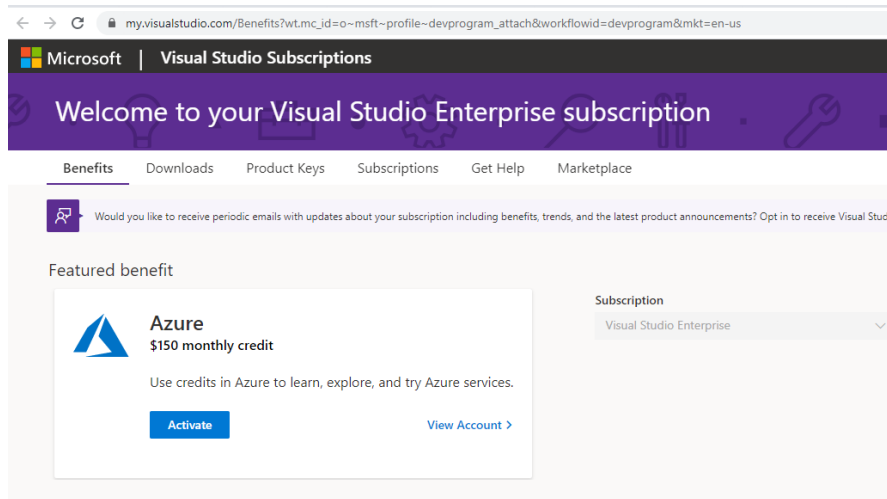 my.visualstudio.com/Benefits?wt.mc_id=o~msft~profile~devprogram_attach&workflowid=devprogram&mkt=en-us
Microsoft | Visual Studio Subscriptions
Welcome to your Visual Studio Enterprise subscription
Benefits Downloads Product Keys Subscriptions Get Help Marketplace
Would you like to receive periodic emails with updates about your subscription including benefits, trends, and the latest product announcements? Opt in to receive Visual Stud
Featured benefit
Azure
$150 monthly credit
Use credits in Azure to learn, explore, and try Azure services.
Activate View Account >
Subscription
Visual Studio Enterprise